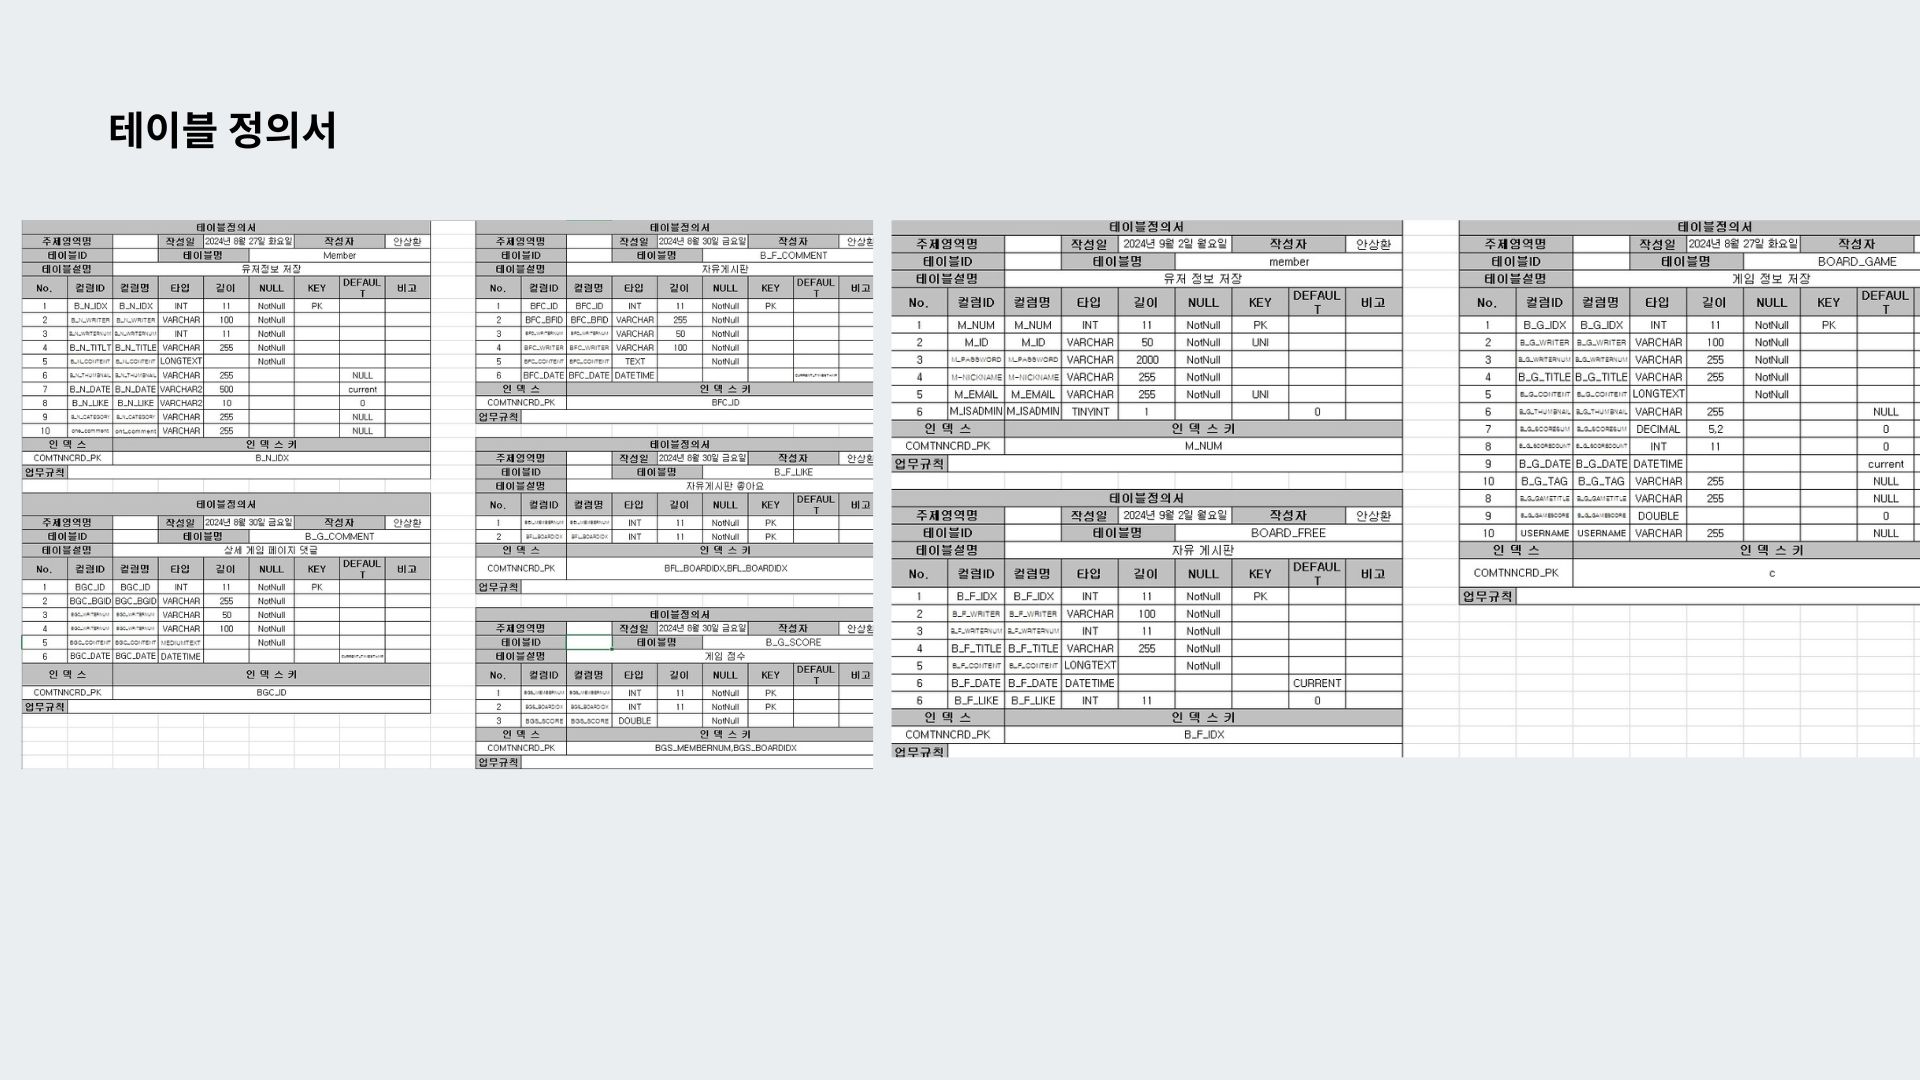 테이블 정의서
테이블정의서
주제영역명 작성일 2024년 8월 27일 화요일 작성자 안상환
테이블ID 테이블명 Member
테이블설명 유저정보 저장
No. 컬럼ID 컬럼명 타입 길이 NULL KEY DEFAULT 비고
1 B_N_IDX B_N_IDX INT 11 NotNull PK
2 B_N_WRITER B_N_WRITER VARCHAR 100 NotNull
3 B_N_WRITERNUM B_N_WRITERNUM INT 11 NotNull
4 B_N_TITLT B_N_TITLE VARCHAR 255 NotNull
5 B_N_CONTENT B_N_CONTENT LONGTEXT NotNull
6 B_N_THUMBNAIL B_N_THUMBNAIL VARCHAR 255 NULL
7 B_N_DATE B_N_DATE VARCHAR2 500 current
8 B_N_LIKE B_N_LIKE VARCHAR2 10 0
9 B_N_CATEGORY B_N_CATEGORY VARCHAR 255 NULL
10 one_comment VARCHAR 255 NULL
인 덱 스 인 덱 스 키
COMTNNCRD_PK B_N_IDX
업무규칙
테이블정의서
주제영역명 작성일 2024년 8월 30일 금요일 작성자 안상환
테이블ID 테이블명 B_G_COMMENT
테이블설명 상세 게임 페이지 댓글
No. 컬럼ID 컬럼명 타입 길이 NULL KEY DEFAULT 비고
1 BGC_ID BGC_ID INT 11 NotNull PK
2 BGC_BGID BGC_BGID VARCHAR 255 NotNull
3 BGC_WRITERNUM BGC_WRITERNUM VARCHAR 50 NotNull
4 VARCHAR 100 NotNull
5 BGC_CONTENT BGC_CONTENT MEDIUMTEXT NotNull
6 BGC_DATE BGC_DATE DATETIME
인 덱 스 인 덱 스 키
COMTNNCRD_PK BGC_ID
업무규칙
테이블정의서
주제영역명 작성일 2024년 8월 30일 금요일 작성자 안상환
테이블ID 테이블명 B_F_COMMENT
테이블설명 자유게시판
No. 컬럼ID 컬럼명 타입 길이 NULL KEY DEFAULT 비고
1 BFC_ID BFC_ID INT 11 NotNull PK
2 BFC_BFID BFC_BFID VARCHAR 255 NotNull
3 BFC_WRITERNUM BFC_WRITERNUM VARCHAR 50 NotNull
4 BFC_WRITER BFC_WRITER VARCHAR 100 NotNull
5 BFC_CONTENT BFC_CONTENT TEXT NotNull
6 BFC_DATE BFC_DATE DATETIME
인 덱 스 인 덱 스 키
COMTNNCRD_PK BFC_ID
업무규칙
테이블정의서
주제영역명 작성일 2024년 8월 30일 금요일 작성자 안상환
테이블ID 테이블명 B_F_LIKE
테이블설명 자유게시판 좋아요
No. 컬럼ID 컬럼명 타입 길이 NULL KEY DEFAULT 비고
1 INT 11 NotNull PK
2 BFL_BOARDIDX BFL_BOARDIDX INT 11 NotNull PK
인 덱 스 인 덱 스 키
COMTNNCRD_PK BFL_BOARDIDX,BFL_BOARDIDX
업무규칙
테이블정의서
주제영역명 작성일 2024년 8월 30일 금요일 작성자 안상환
테이블ID 테이블명 B_G_SCORE
테이블설명 게임 점수
No. 컬럼ID 컬럼명 타입 길이 NULL KEY DEFAULT 비고
1 BGS_MEMBERNUM BGS_MEMBERNUM INT 11 NotNull PK
2 BGS_BOARDIDX BGS_BOARDIDX INT 11 NotNull PK
3 BGS_SCORE BGS_SCORE DOUBLE NotNull
인 덱 스 인 덱 스 키
COMTNNCRD_PK BGS_MEMBERNUM,BGS_BOARDIDX
업무규칙
테이블정의서
주제영역명 작성일 2024년 9월 2일 월요일 작성자 안상환
테이블ID 테이블명 member
테이블설명 유저 정보 저장
No. 컬럼ID 컬럼명 타입 길이 NULL KEY DEFAULT 비고
1 M_NUM M_NUM INT 11 NotNull PK
2 M_ID M_ID VARCHAR 50 NotNull UNI
3 M_PASSWORD M_PASSWORD VARCHAR 2000 NotNull
4 M-NICKNAME M-NICKNAME VARCHAR 255 NotNull
5 M_EMAIL M_EMAIL VARCHAR 255 NotNull UNI
6 M_ISADMIN M_ISADMIN TINYINT 1 0
인 덱 스 인 덱 스 키
COMTNNCRD_PK M_NUM
업무규칙
테이블정의서
주제영역명 작성일 2024년 9월 2일 월요일 작성자 안상환
테이블ID 테이블명 BOARD_FREE
테이블설명 자유 게시판
No. 컬럼ID 컬럼명 타입 길이 NULL KEY DEFAULT 비고
1 B_F_IDX B_F_IDX INT 11 NotNull PK
2 B_F_WRITER B_F_WRITER VARCHAR 100 NotNull
3 B_F_WRITERNUM B_F_WRITERNUM INT 11 NotNull
4 B_F_TITLE B_F_TITLE VARCHAR 255 NotNull
5 B_F_CONTENT B_F_CONTENT LONGTEXT NotNull
6 B_F_DATE B_F_DATE DATETIME CURRENT
6 B_F_LIKE B_F_LIKE INT 11 0
인 덱 스 인 덱 스 키
COMTNNCRD_PK B_F_IDX
업무규칙
테이블정의서
주제영역명 작성일 2024년 8월 27일 화요일 작성자
테이블ID 테이블명 BOARD_GAME
테이블설명 게임 정보 저장
No. 컬럼ID 컬럼명 타입 길이 NULL KEY DEFAULT
1 B_G_IDX B_G_IDX INT 11 NotNull PK
2 B_G_WRITER B_G_WRITER VARCHAR 100 NotNull
3 B_G_WRITERNUM B_G_WRITERNUM VARCHAR 255 NotNull
4 B_G_TITLE B_G_TITLE VARCHAR 255 NotNull
5 B_G_CONTENT B_G_CONTENT LONGTEXT NotNull
6 B_G_THUMBNAIL B_G_THUMBNAIL VARCHAR 255 NULL
7 B_G_SCORESUM B_G_SCORESUM DECIMAL 5,2 0
8 B_G_SCORECOUNT B_G_SCORECOUNT INT 11 0
9 B_G_DATE B_G_DATE DATETIME current
10 B_G_TAG B_G_TAG VARCHAR 255 NULL
8 B_G_GAMETITLE B_G_GAMETITLE VARCHAR 255 NULL
9 B_G_GAMESCORE B_G_GAMESCORE DOUBLE 0
10 USERNAME USERNAME VARCHAR 255 NULL
인 덱 스 인 덱 스 키
COMTNNCRD_PK c
업무규칙